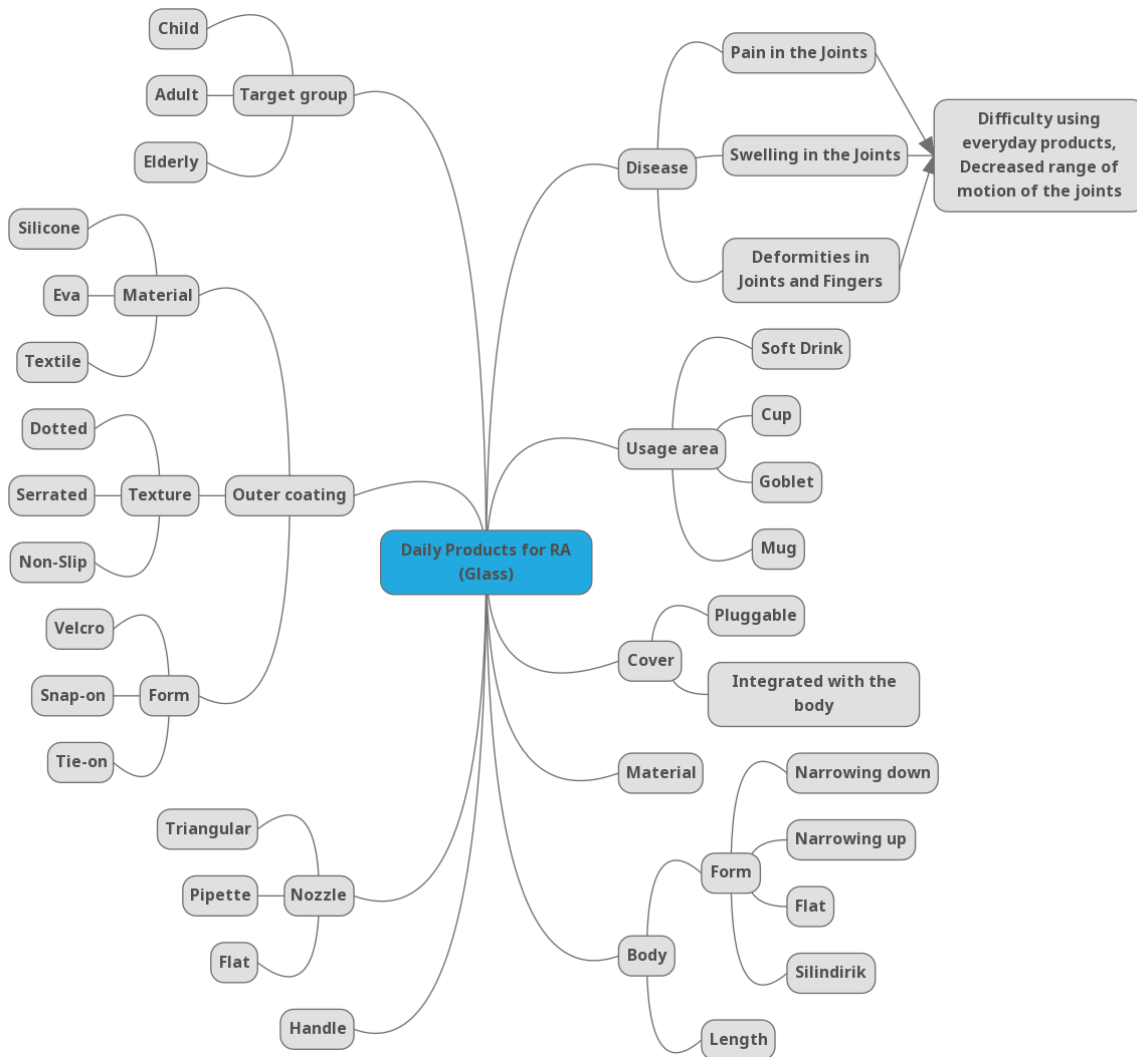 Daily Products for RA
(Glass)
Target group
Child
Adult
Elderly
Outer coating
Material
Silicone
Eva
Textile
Texture
Dotted
Serrated
Non-Slip
Form
Velcro
Snap-on
Tie-on
Nozzle
Triangular
Pipette
Flat
Handle
Disease
Pain in the Joints
Swelling in the Joints
Deformities in
Joints and Fingers
Difficulty using
everyday products,
Decreased range of
motion of the joints
Usage area
Soft Drink
Cup
Goblet
Mug
Cover
Pluggable
Integrated with the
body
Material
Body
Form
Narrowing down
Narrowing up
Flat
Silindirik
Length